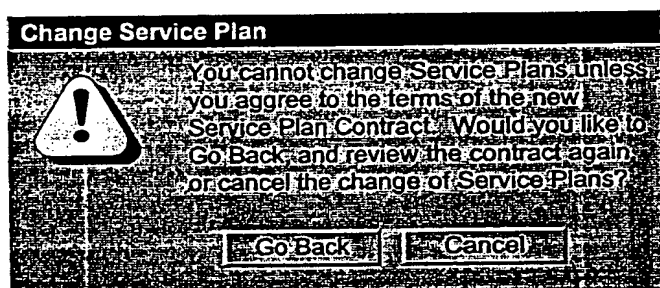 Change Service Plan
You cannot change Service Plans unless
you aggree to the terms of the new
Service Plan Contract. Would you like to
Go Back, and review the contract again,
or cancel the change of Service Plans?
Go Back
Cancel